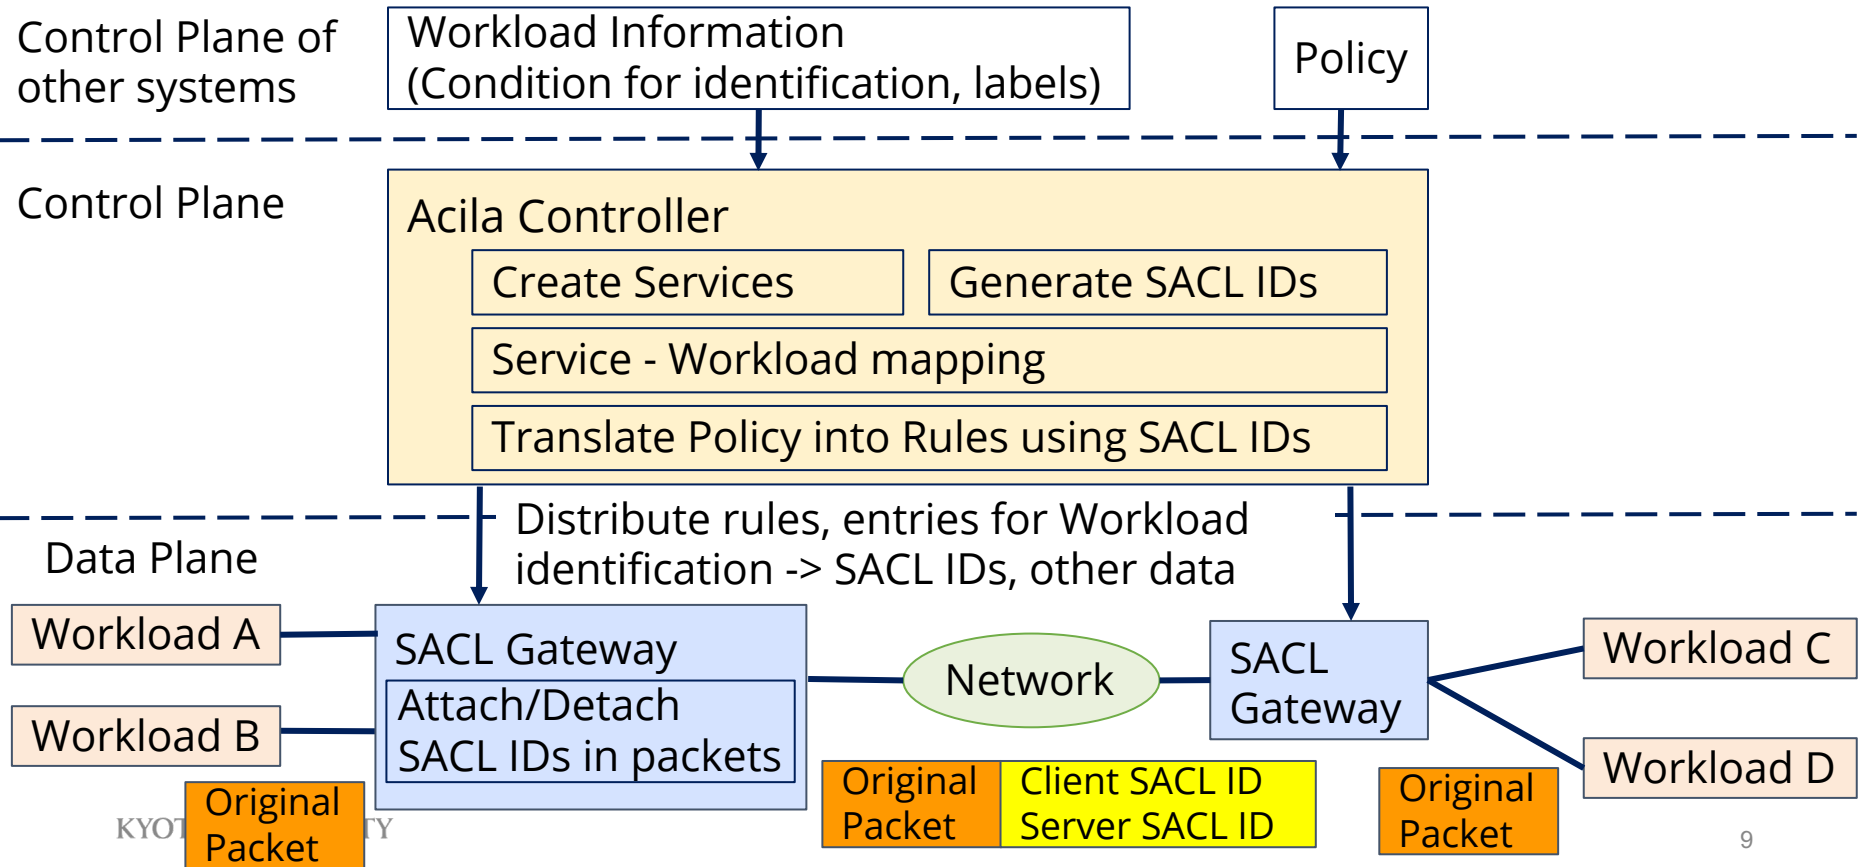 Control Plane of
other systems
Workload Information
(Condition for identification, labels)
Policy
Control Plane
Acila Controller
Create Services
Generate SACL IDs
Service - Workload mapping
Translate Policy into Rules using SACL IDs
Distribute rules, entries for Workload
identification -> SACL IDs, other data
Data Plane
Workload A
Workload B
SACL Gateway
Attach/Detach
SACL IDs in packets
Network
SACL
Gateway
Workload C
Workload D
Original
Packet
Original
Packet
Client SACL ID
Server SACL ID
Original
Packet
9